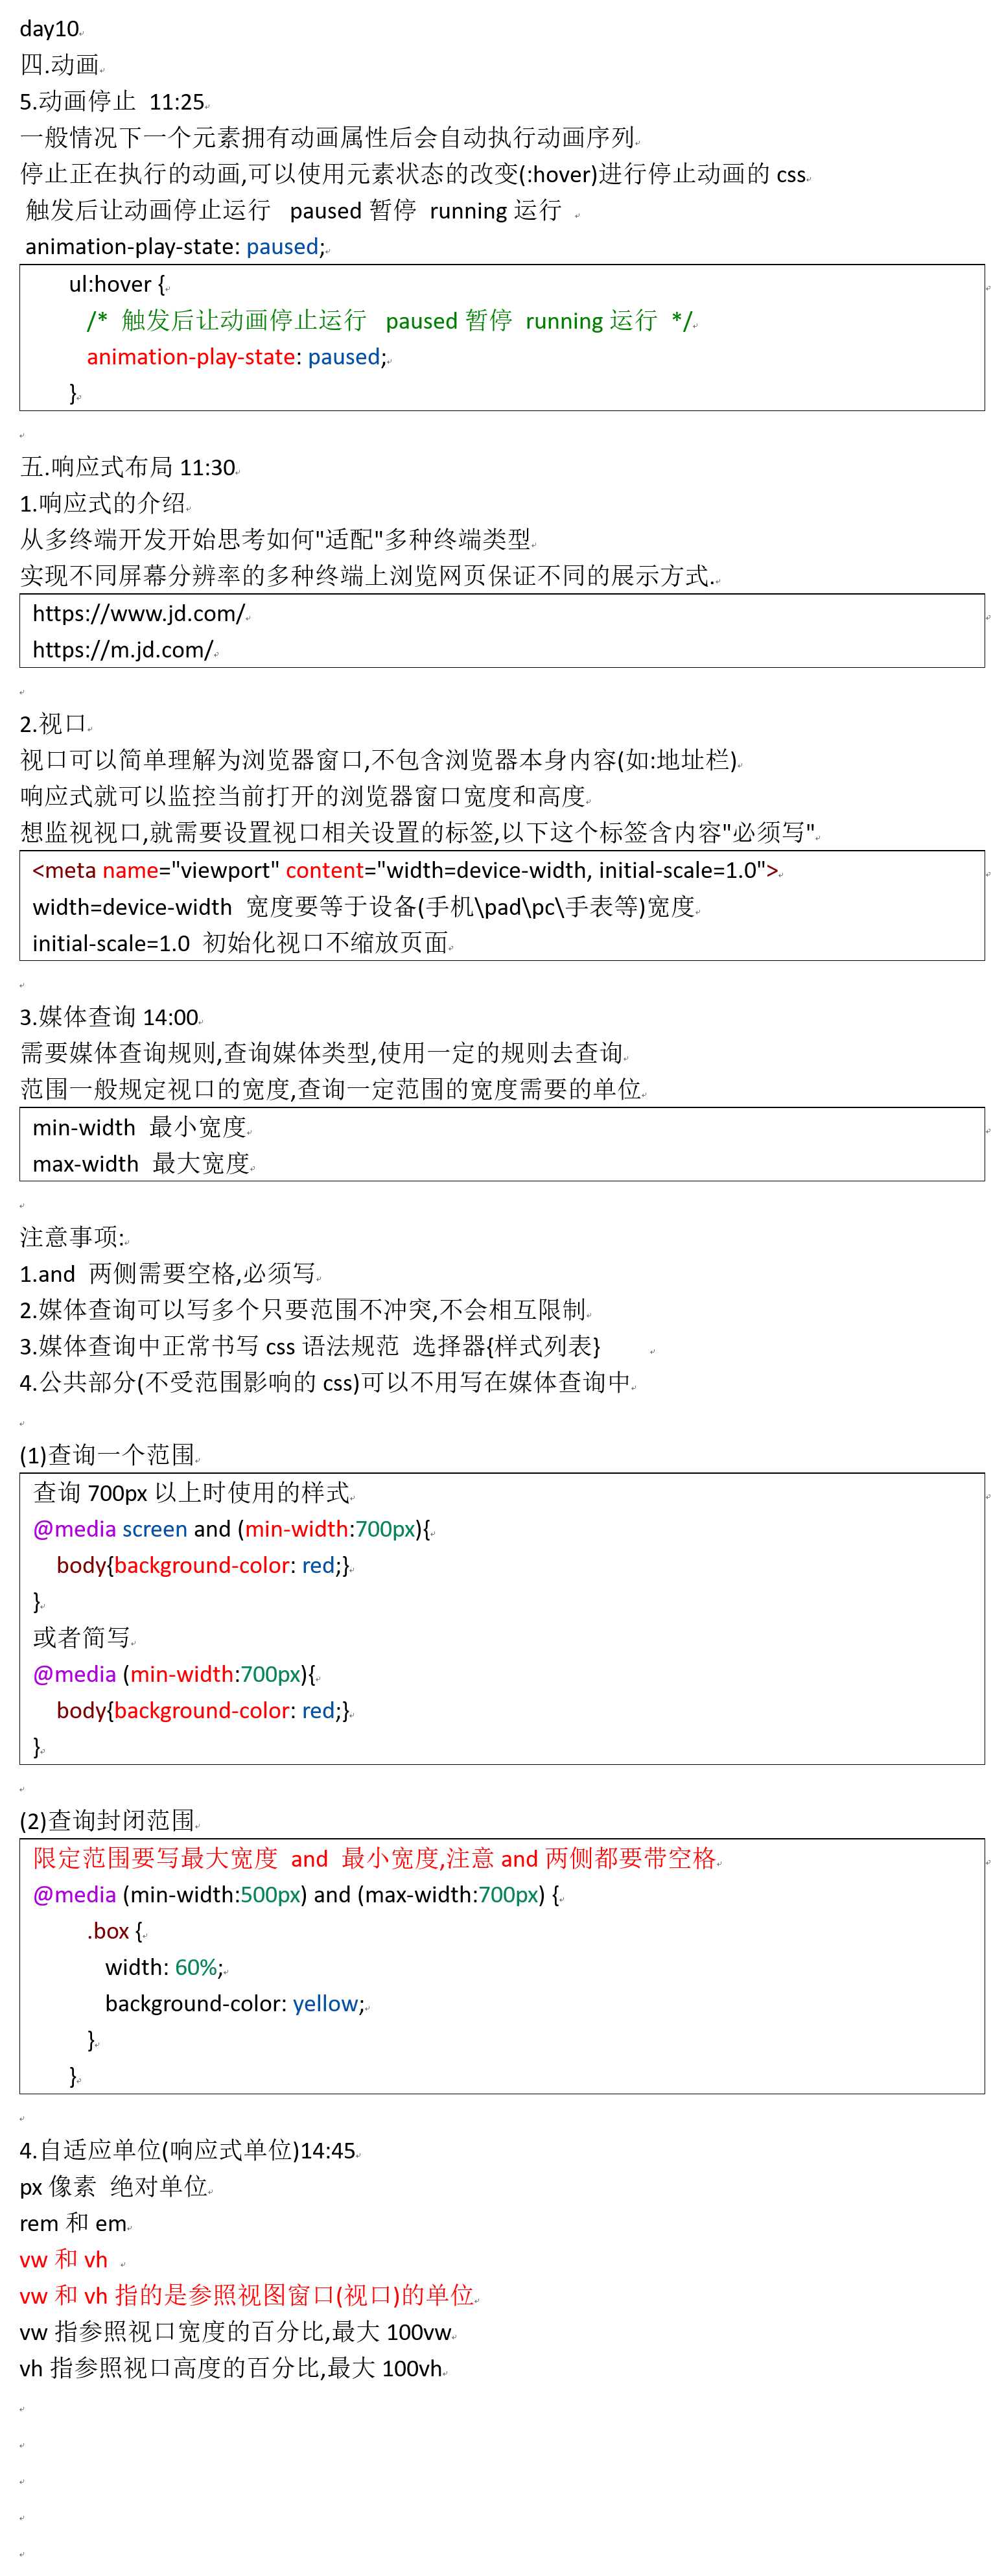 day10
四.动画
5.动画停止 11:25
一般情况下一个元素拥有动画属性后会自动执行动画序列
停止正在执行的动画,可以使用元素状态的改变(:hover)进行停止动画的 css
触发后让动画停止运行 paused 暂停 running 运行
animation-play-state: paused;
ul:hover {
/* 触发后让动画停止运行 paused 暂停 running 运行 */
animation-play-state: paused;
}
五.响应式布局 11:30
1.响应式的介绍
从多终端开发开始思考如何"适配"多种终端类型
实现不同屏幕分辨率的多种终端上浏览网页保证不同的展示方式.
https://www.jd.com/
https://m.jd.com/
2.视口
视口可以简单理解为浏览器窗口,不包含浏览器本身内容(如:地址栏)
响应式就可以监控当前打开的浏览器窗口宽度和高度
想监视视口,就需要设置视口相关设置的标签,以下这个标签含内容"必须写"
<meta name="viewport" content="width=device-width, initial-scale=1.0">
width=device-width 宽度要等于设备(手机\pad\pc\手表等)宽度
initial-scale=1.0 初始化视口不缩放页面
3.媒体查询 14:00
需要媒体查询规则,查询媒体类型,使用一定的规则去查询
范围一般规定视口的宽度,查询一定范围的宽度需要的单位
min-width 最小宽度
max-width 最大宽度
注意事项:
1.and 两侧需要空格,必须写
2.媒体查询可以写多个只要范围不冲突,不会相互限制
3.媒体查询中正常书写 css 语法规范 选择器{样式列表}
4.公共部分(不受范围影响的 css)可以不用写在媒体查询中
(1)查询一个范围
查询 700px 以上时使用的样式
@media screen and (min-width:700px){
body{background-color: red;}
}
或者简写
@media (min-width:700px){
body{background-color: red;}
}
(2)查询封闭范围
限定范围要写最大宽度 and 最小宽度,注意 and 两侧都要带空格
@media (min-width:500px) and (max-width:700px) {
.box {
width: 60%;
background-color: yellow;
}
}
4.自适应单位(响应式单位)14:45
px 像素 绝对单位
rem 和 em
vw 和 vh
vw 和 vh 指的是参照视图窗口(视口)的单位
vw 指参照视口宽度的百分比,最大 100vw
vh 指参照视口高度的百分比,最大 100vh